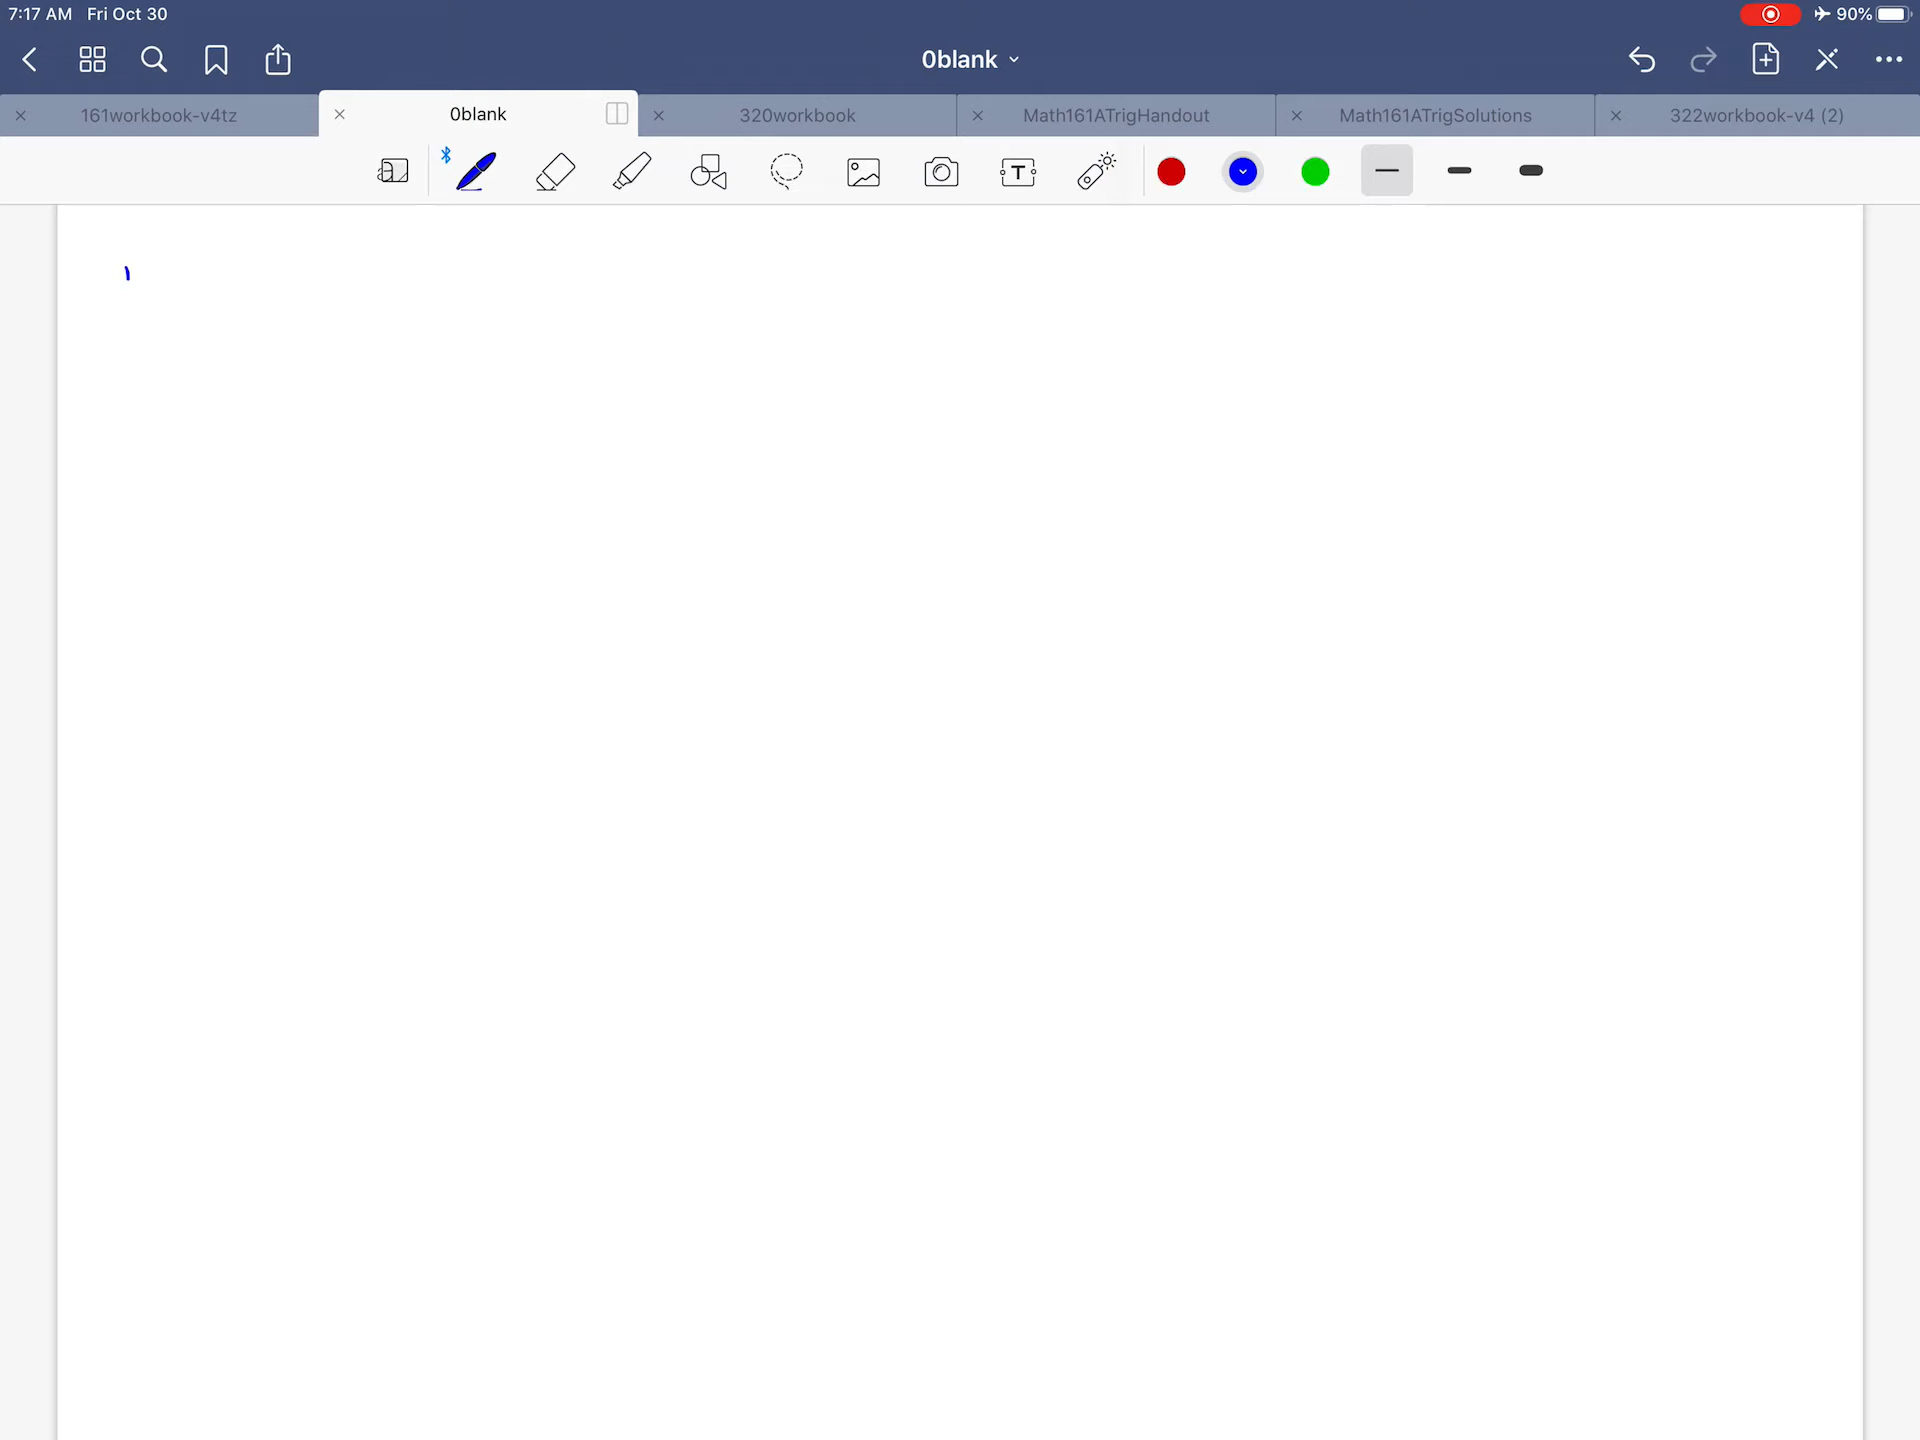 7:17 AM Fri Oct 30 90%
0blank
161workbook-v4tz 0blank 320workbook Math161ATrigHandout Math161ATrigSolutions 322workbook-v4 (2)
T